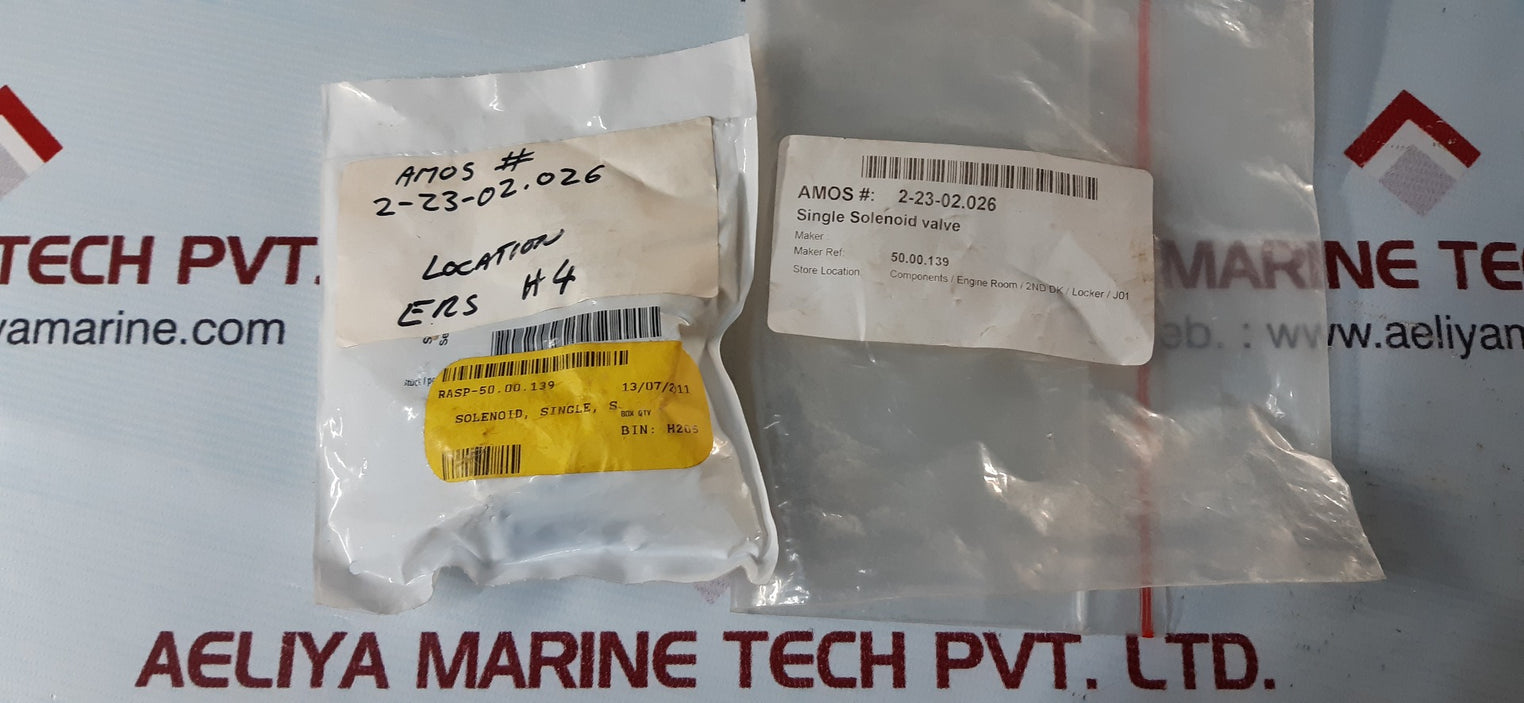 AMOS #
2-23-02.026
LOCATION
ERS H4
RASP-50.00.139 13/07/2011
SOLENOID, SINGLE, S
BOX QTY
BIN: H205
AMOS #: 2-23-02.026
Single Solenoid valve
Maker
Maker Ref: 50.00.139
Store Location Components / Engine Room / 2ND DK / Locker / J01
TECH PVT.
yamarine.com
MARINE TE
eb. : www.aeliyam
AELIYA MARINE TECH PVT. LTD.